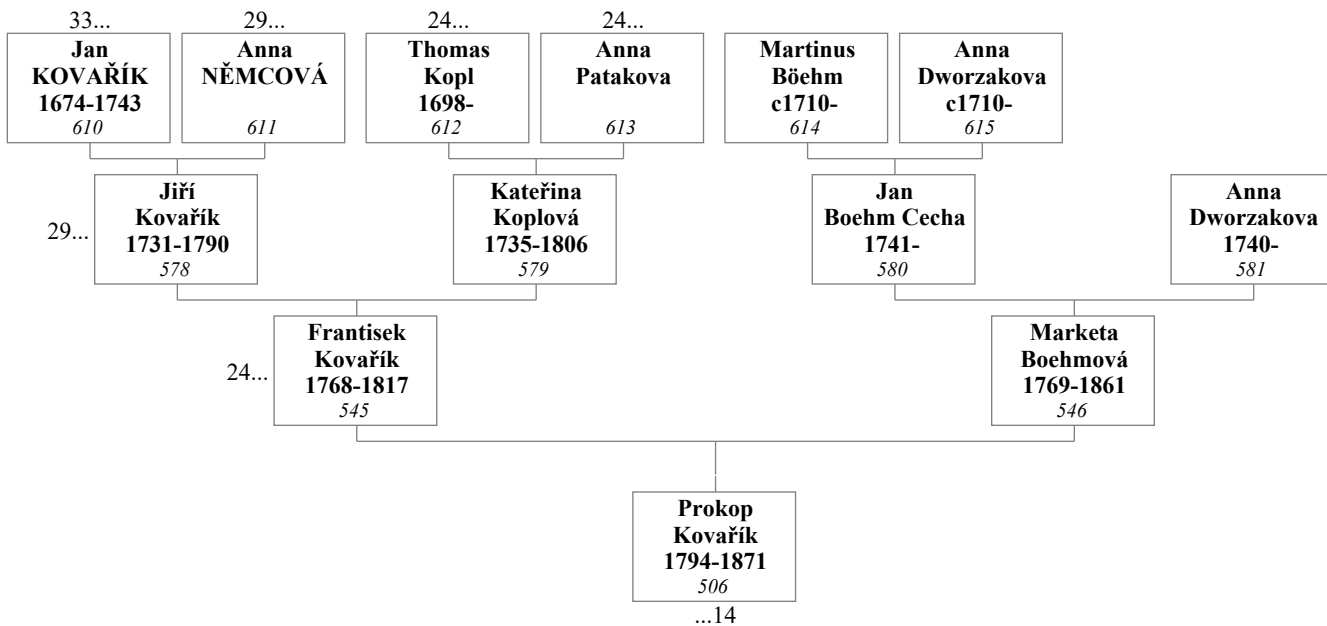 33...
29...
24...
24...
Jan
KOVAŘÍK
1674-1743
610
Anna
NĚMCOVÁ
611
Thomas
Kopl
1698-
612
Anna
Patakova
613
Martinus
Böehm
c1710-
614
Anna
Dworzakova
c1710-
615
29...
Jiří
Kovařík
1731-1790
578
Kateřina
Koplová
1735-1806
579
Jan
Boehm Cecha
1741-
580
Anna
Dworzakova
1740-
581
24...
Frantisek
Kovařík
1768-1817
545
Marketa
Boehmová
1769-1861
546
Prokop
Kovařík
1794-1871
506
...14